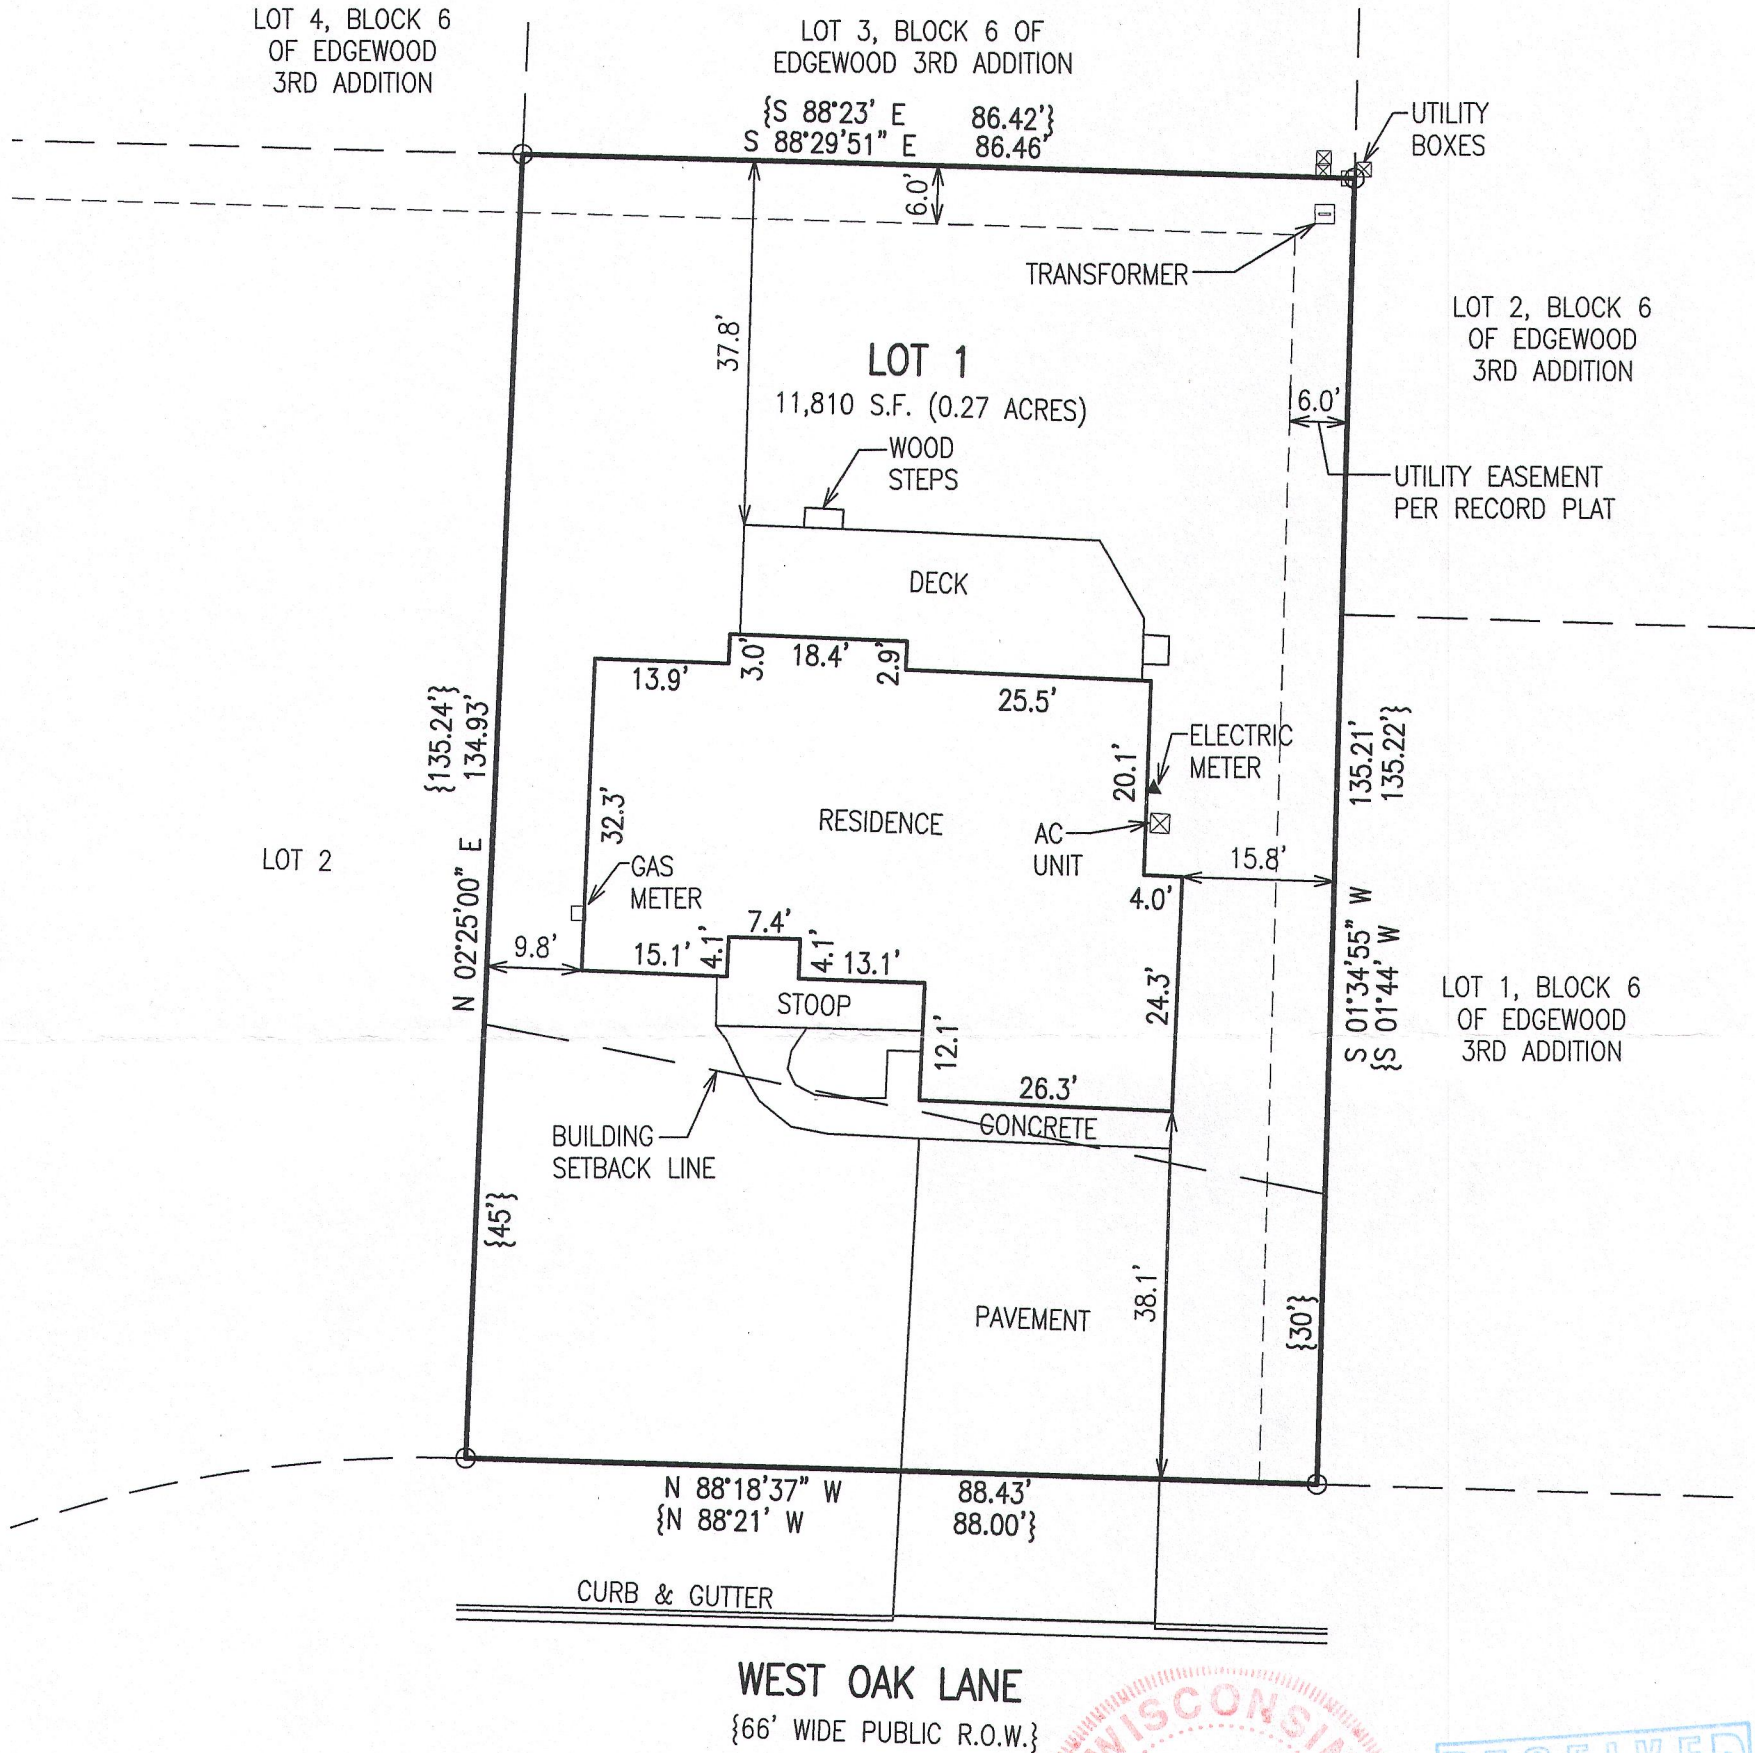 LOT 4, BLOCK 6
OF EDGEWOOD
3RD ADDITION
LOT 3, BLOCK 6 OF
EDGEWOOD 3RD ADDITION
{S 88°23' E 86.42'}
S 88°29'51" E 86.46'
UTILITY
BOXES
6.0'
TRANSFORMER
LOT 2, BLOCK 6
OF EDGEWOOD
3RD ADDITION
37.8'
LOT 1
11,810 S.F. (0.27 ACRES)
6.0'
WOOD
STEPS
UTILITY EASEMENT
PER RECORD PLAT
DECK
13.9'
3.0'
18.4'
2.9'
25.5'
{135.24'}
134.93'
N 02°25'00" E
135.21'
135.22'}
S 01°34'55" W
{S 01°44' W
20.1'
ELECTRIC
METER
32.3'
RESIDENCE
AC
UNIT
15.8'
LOT 2
GAS
METER
4.0'
9.8'
15.1'
4.1'
7.4'
4.1'
13.1'
24.3'
STOOP
LOT 1, BLOCK 6
OF EDGEWOOD
3RD ADDITION
12.1'
26.3'
CONCRETE
BUILDING
SETBACK LINE
{45'}
38.1'
{30'}
PAVEMENT
N 88°18'37" W 88.43'
{N 88°21' W 88.00'}
CURB & GUTTER
WEST OAK LANE
{66' WIDE PUBLIC R.O.W.}
WISCONSIN
RECEIVED